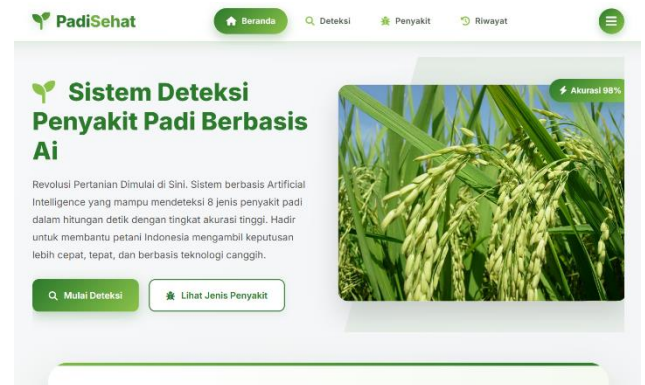 PadiSehat
Beranda
Deteksi
Penyakit
Riwayat
Sistem Deteksi
Penyakit Padi Berbasis
Ai
Akurasi 98%
Revolusi Pertanian Dimulai di Sini. Sistem berbasis Artificial
Intelligence yang mampu mendeteksi 8 jenis penyakit padi
dalam hitungan detik dengan tingkat akurasi tinggi. Hadir
untuk membantu petani Indonesia mengambil keputusan
lebih cepat, tepat, dan berbasis teknologi canggih.
Mulai Deteksi
Lihat Jenis Penyakit